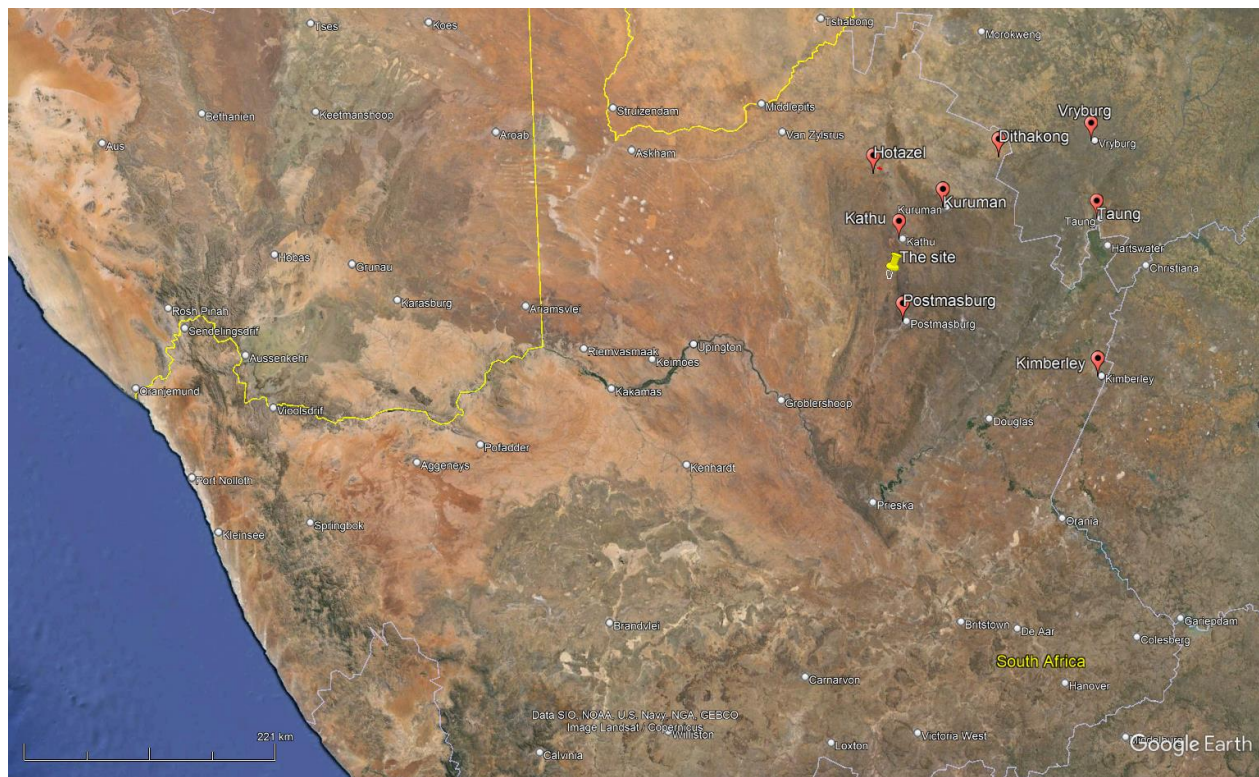 Tses
Koes
Tshabong
Morokweng
Bethanien
Keetmanshoop
Struizendam
Middlepits
Vryburg
Aus
Aroab
Van Zylsrus
Dithakong
Vryburg
Askham
Hotazel
Kuruman
Kuruman
Kathu
Taung
Taung
Kathu
Hartswater
Hobas
Grunau
The site
Christiana
Karasburg
Ariamsvlei
Rosh Pinah
Postmasburg
Postmasburg
Sendelingsdrif
Aussenkehr
Riemvasmaak
Keimoes
Upington
Kimberley
Kimberley
Oranjemund
Kakamas
Groblershoop
Vioolsdrif
Douglas
Pofadder
Aggeneys
Kenhardt
Port Nolloth
Prieska
Springbok
Kleinsee
Orania
Brandvlei
Britstown
De Aar
Gariepdam
Colesberg
South Africa
Carnarvon
Hanover
Data SIO, NOAA, U.S. Navy, NGA, GEBCO
Image Landsat / Copernicus
Williston
221 km
Victoria West
Loxton
Calvinia
Google Earth